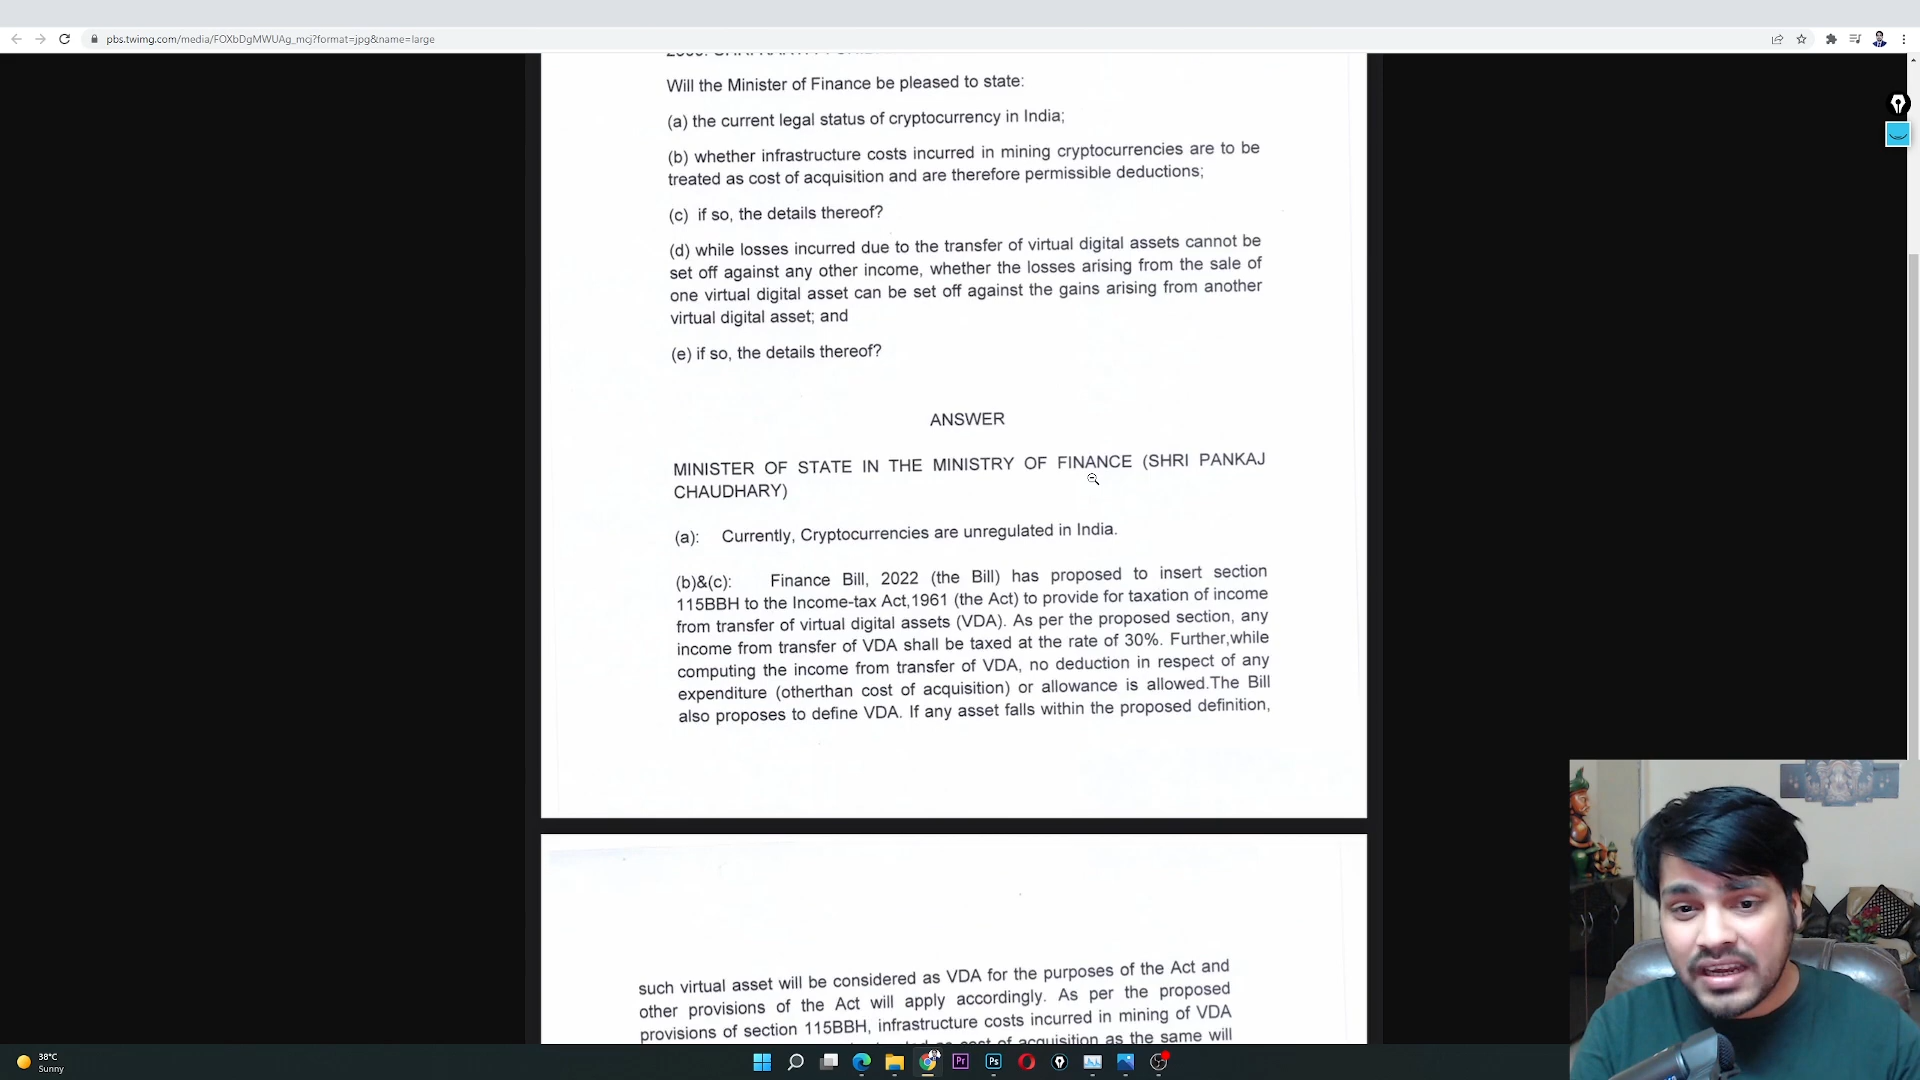 pbs.twimg.com/media/FOXbDgMWUAg_mcj?format=jpg&name=large
Will the Minister of Finance be pleased to state:
(a) the current legal status of cryptocurrency in India;
(b) whether infrastructure costs incurred in mining cryptocurrencies are to be
treated as cost of acquisition and are therefore permissible deductions;
(c) if so, the details thereof?
(d) while losses incurred due to the transfer of virtual digital assets cannot be
set off against any other income, whether the losses arising from the sale of
one virtual digital asset can be set off against the gains arising from another
virtual digital asset; and
(e) if so, the details thereof?
ANSWER
MINISTER OF STATE IN THE MINISTRY OF FINANCE (SHRI PANKAJ
CHAUDHARY)
(a): Currently, Cryptocurrencies are unregulated in India.
(b)&(c): Finance Bill, 2022 (the Bill) has proposed to insert section
115BBH to the Income-tax Act,1961 (the Act) to provide for taxation of income
from transfer of virtual digital assets (VDA). As per the proposed section, any
income from transfer of VDA shall be taxed at the rate of 30%. Further,while
computing the income from transfer of VDA, no deduction in respect of any
expenditure (otherthan cost of acquisition) or allowance is allowed.The Bill
also proposes to define VDA. If any asset falls within the proposed definition,
such virtual asset will be considered as VDA for the purposes of the Act and
other provisions of the Act will apply accordingly. As per the proposed
provisions of section 115BBH, infrastructure costs incurred in mining of VDA
cost of acquisition as the same will
38°C
Sunny
Pr
Ps